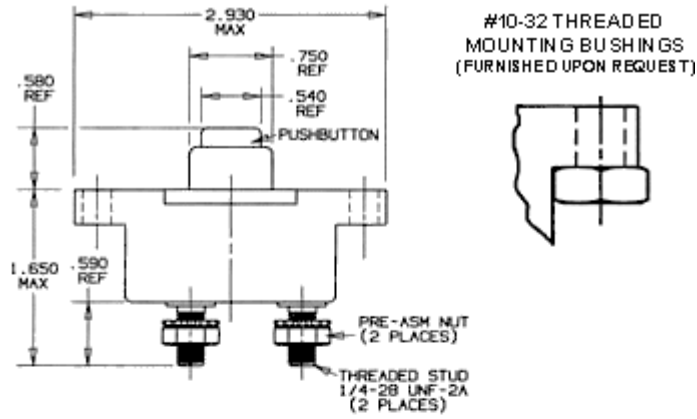 2.930
MAX
#10-32 THREADED
MOUNTING BUSHINGS
(FURNISHED UPON REQUEST)
.750
REF
.580
REF
.540
REF
PUSHBUTTON
1.650
MAX
.590
REF
PRE-ASM NUT
(2 PLACES)
THREADED STUD
1/4-28 UNF-2A
(2 PLACES)